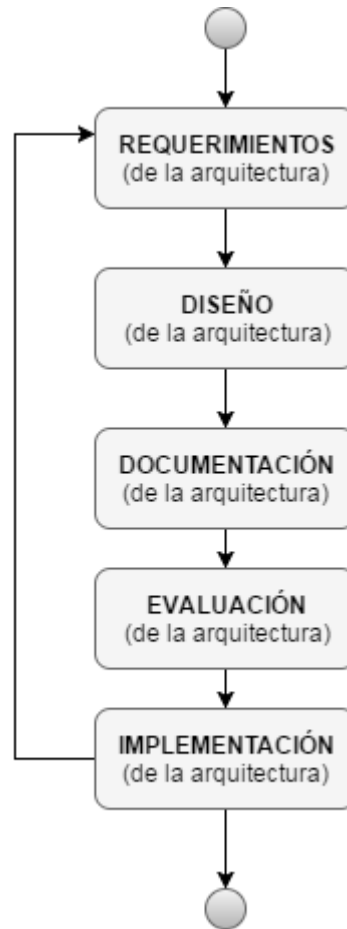 REQUERIMIENTOS
(de la arquitectura)
DISEÑO
(de la arquitectura)
DOCUMENTACIÓN
(de la arquitectura)
EVALUACIÓN
(de la arquitectura)
IMPLEMENTACIÓN
(de la arquitectura)